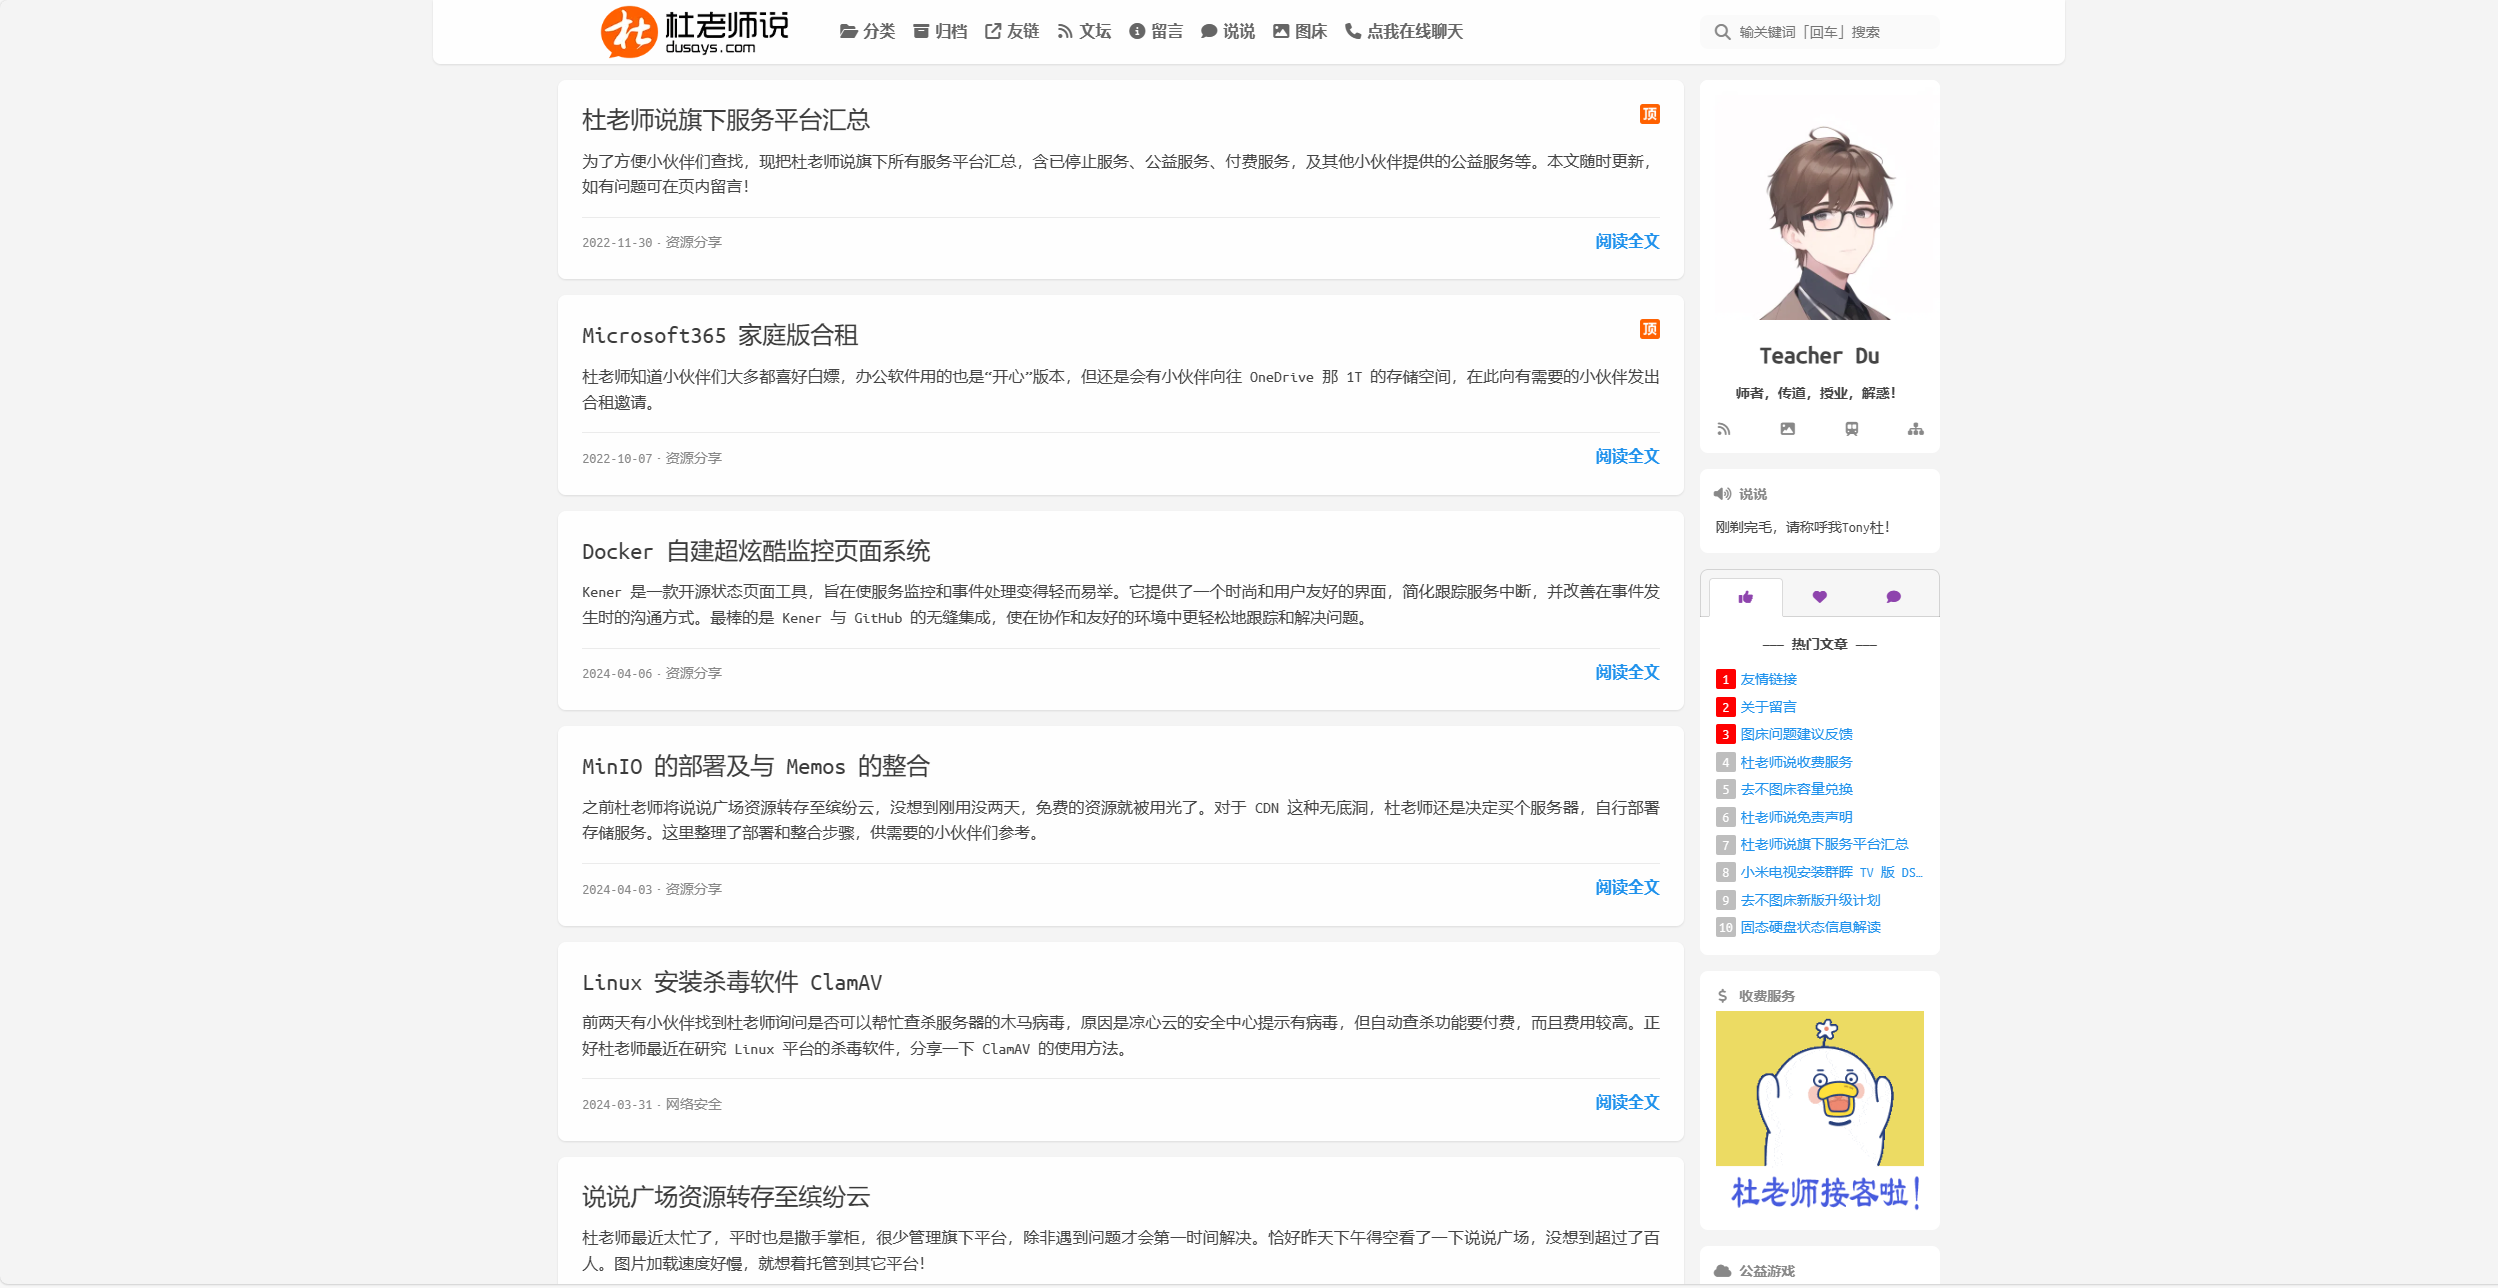 杜老师说
dusays.com
分类 归档 友链 文坛 留言 说说 图床 点我在线聊天
输关键词「回车」搜索
杜老师说旗下服务平台汇总
顶
为了方便小伙伴们查找，现把杜老师说旗下所有服务平台汇总，含已停止服务、公益服务、付费服务，及其他小伙伴提供的公益服务等。本文随时更新，
如有问题可在页内留言！
2022-11-30 · 资源分享
阅读全文
Microsoft365 家庭版合租
顶
杜老师知道小伙伴们大多都喜好白嫖，办公软件用的也是“开心”版本，但还是会有小伙伴向往 OneDrive 那 1T 的存储空间，在此向有需要的小伙伴发出
合租邀请。
2022-10-07 · 资源分享
阅读全文
Docker 自建超炫酷监控页面系统
Kener 是一款开源状态页面工具，旨在使服务监控和事件处理变得轻而易举。它提供了一个时尚和用户友好的界面，简化跟踪服务中断，并改善在事件发
生时的沟通方式。最棒的是 Kener 与 GitHub 的无缝集成，使在协作和友好的环境中更轻松地跟踪和解决问题。
2024-04-06 · 资源分享
阅读全文
MinIO 的部署及与 Memos 的整合
之前杜老师将说说广场资源转存至缤纷云，没想到刚用没两天，免费的资源就被用光了。对于 CDN 这种无底洞，杜老师还是决定买个服务器，自行部署
存储服务。这里整理了部署和整合步骤，供需要的小伙伴们参考。
2024-04-03 · 资源分享
阅读全文
Linux 安装杀毒软件 ClamAV
前两天有小伙伴找到杜老师询问是否可以帮忙查杀服务器的木马病毒，原因是凉心云的安全中心提示有病毒，但自动查杀功能要付费，而且费用较高。正
好杜老师最近在研究 Linux 平台的杀毒软件，分享一下 ClamAV 的使用方法。
2024-03-31 · 网络安全
阅读全文
说说广场资源转存至缤纷云
杜老师最近太忙了，平时也是撒手掌柜，很少管理旗下平台，除非遇到问题才会第一时间解决。恰好昨天下午得空看了一下说说广场，没想到超过了百
人。图片加载速度好慢，就想着托管到其它平台！
Teacher Du
师者，传道，授业，解惑！
说说
刚剃完毛，请称呼我Tony杜！
—— 热门文章 ——
1 友情链接
2 关于留言
3 图床问题建议反馈
4 杜老师说收费服务
5 去不图床容量兑换
6 杜老师说免责声明
7 杜老师说旗下服务平台汇总
8 小米电视安装群晖 TV 版 DS…
9 去不图床新版升级计划
10 固态硬盘状态信息解读
收费服务
杜老师接客啦！
公益游戏